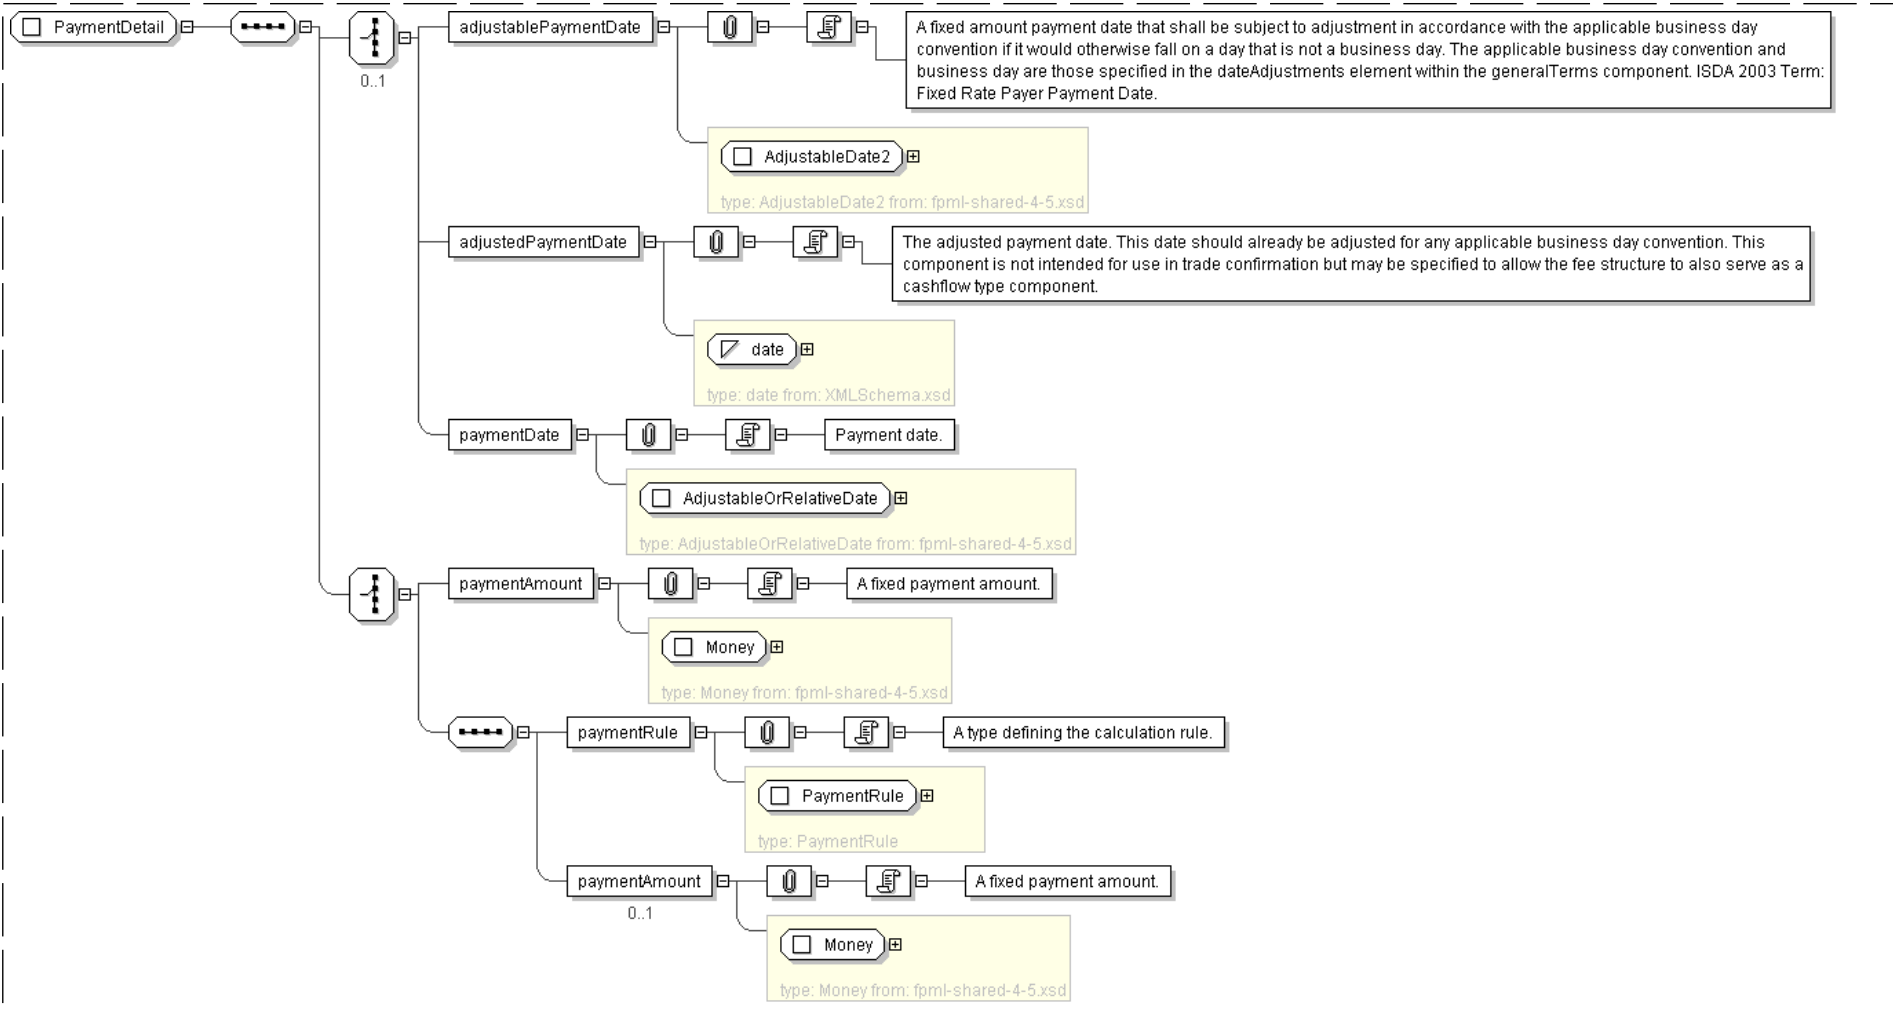 PaymentDetail
0..1
adjustablePaymentDate
A fixed amount payment date that shall be subject to adjustment in accordance with the applicable business day
convention if it would otherwise fall on a day that is not a business day. The applicable business day convention and
business day are those specified in the dateAdjustments element within the generalTerms component. ISDA 2003 Term:
Fixed Rate Payer Payment Date.
AdjustableDate2
type: AdjustableDate2 from: fpml-shared-4-5.xsd
adjustedPaymentDate
The adjusted payment date. This date should already be adjusted for any applicable business day convention. This
component is not intended for use in trade confirmation but may be specified to allow the fee structure to also serve as a
cashflow type component.
date
type: date from: XMLSchema.xsd
paymentDate
Payment date.
AdjustableOrRelativeDate
type: AdjustableOrRelativeDate from: fpml-shared-4-5.xsd
paymentAmount
A fixed payment amount.
Money
type: Money from: fpml-shared-4-5.xsd
paymentRule
A type defining the calculation rule.
PaymentRule
type: PaymentRule
paymentAmount
A fixed payment amount.
0..1
Money
type: Money from: fpml-shared-4-5.xsd